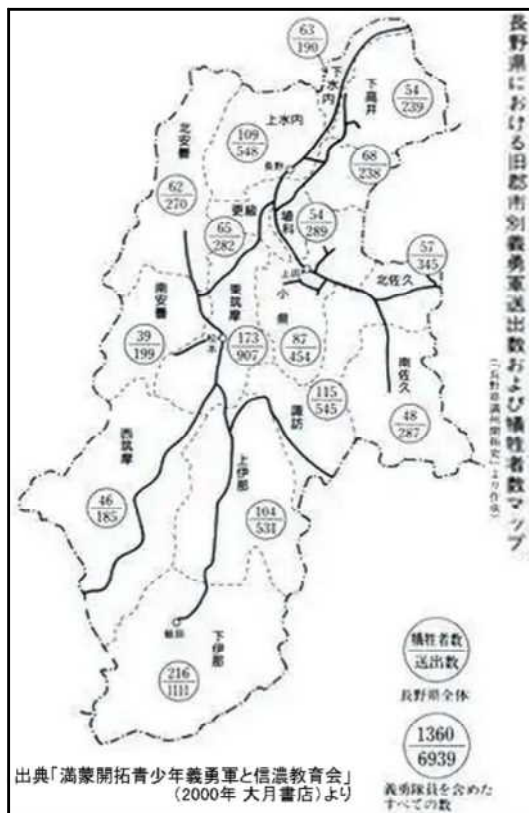 長野県における旧郡市別義勇軍送出数および犠牲者数マップ
(「長野県満州開拓史」より作成)
63
190
下水内
下高井
54
239
上水内
109
548
長野
68
238
北安曇
62
270
更級
65
282
埴科
54
289
57
345
上田
北佐久
南安曇
39
199
東筑摩
松本
173
907
小県
87
454
南佐久
48
287
諏訪
115
545
西筑摩
46
185
上伊那
104
531
飯田
下伊那
216
1111
犠牲者数
送出数
長野県全体
1360
6939
義勇隊員を含めた
すべての数
出典「満蒙開拓青少年義勇軍と信濃教育会」
(2000年 大月書店)より